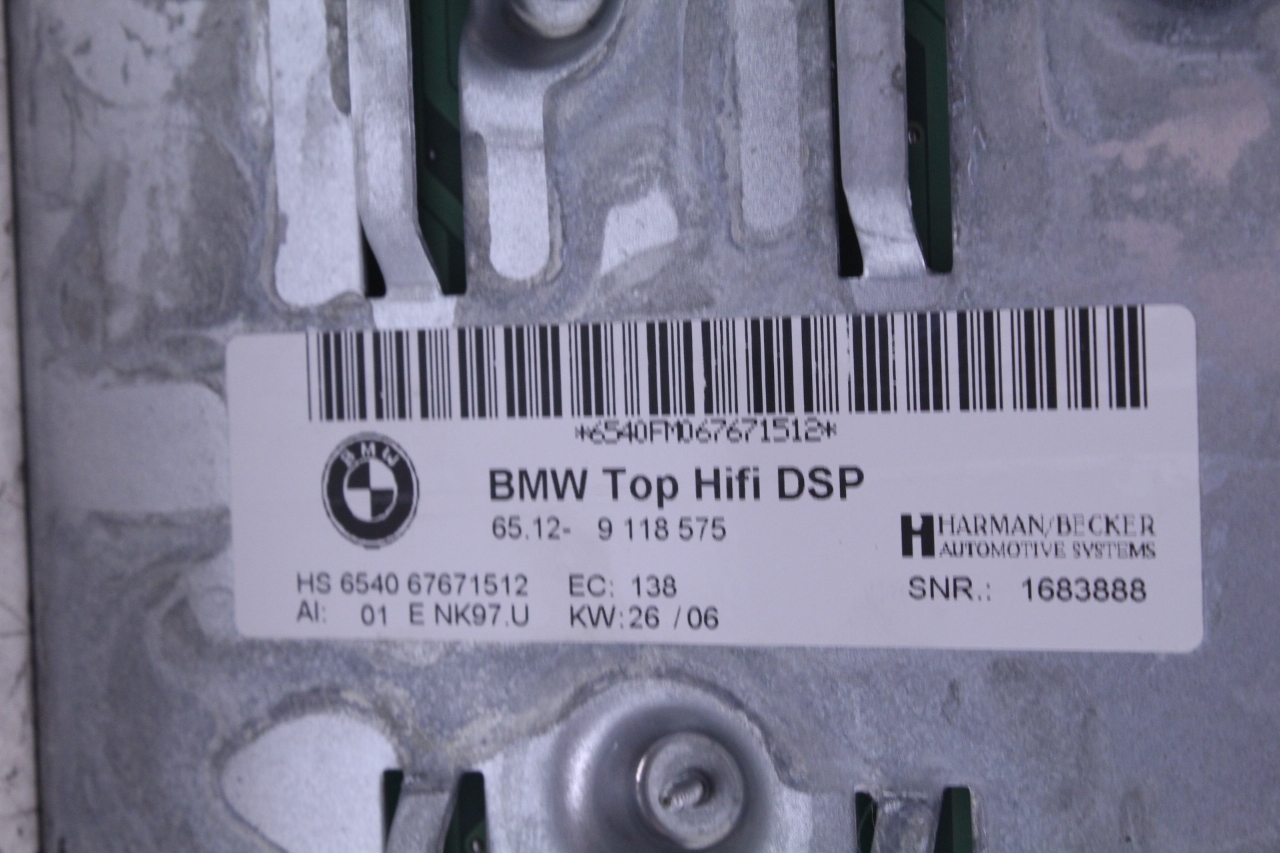 *6540FM067671512*
BMW
BMW Top Hifi DSP
65.12- 9 118 575
HARMAN/BECKER
AUTOMOTIVE SYSTEMS
HS 6540 67671512 EC: 138 SNR.: 1683888
AI: 01 E NK97.U KW: 26 / 06